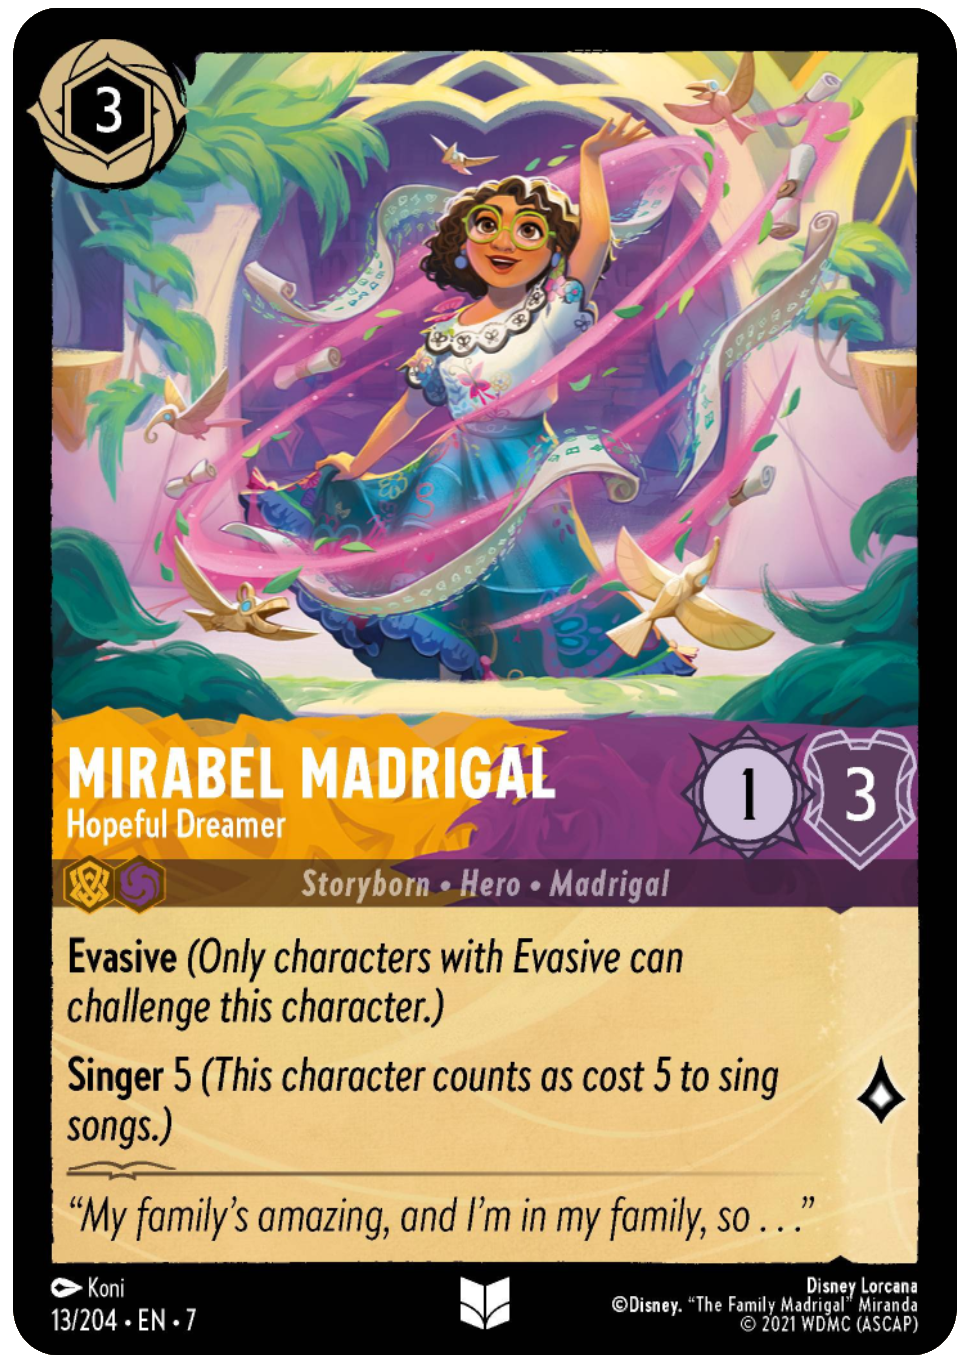 3
MIRABEL MADRIGAL
Hopeful Dreamer
1
3
Storyborn • Hero • Madrigal
Evasive (Only characters with Evasive can
challenge this character.)
Singer 5 (This character counts as cost 5 to sing
songs.)
“My family’s amazing, and I’m in my family, so . . .”
Koni
13/204 • EN • 7
Disney Lorcana
©Disney. “The Family Madrigal” Miranda
© 2021 WDMC (ASCAP)